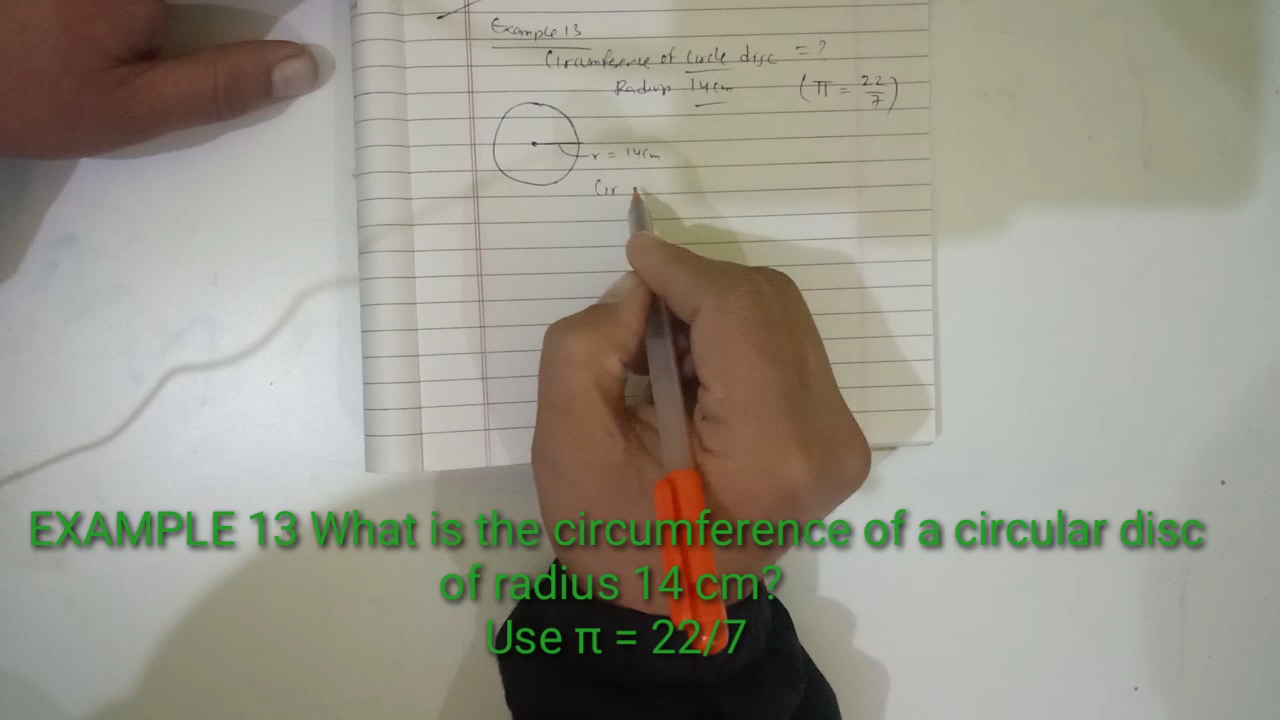 Example 13
Circumference of Circle disc = ?
Radius 14cm (π = 22/7)
r = 14cm
Cir
EXAMPLE 13 What is the circumference of a circular disc
of radius 14 cm?
Use π = 22/7